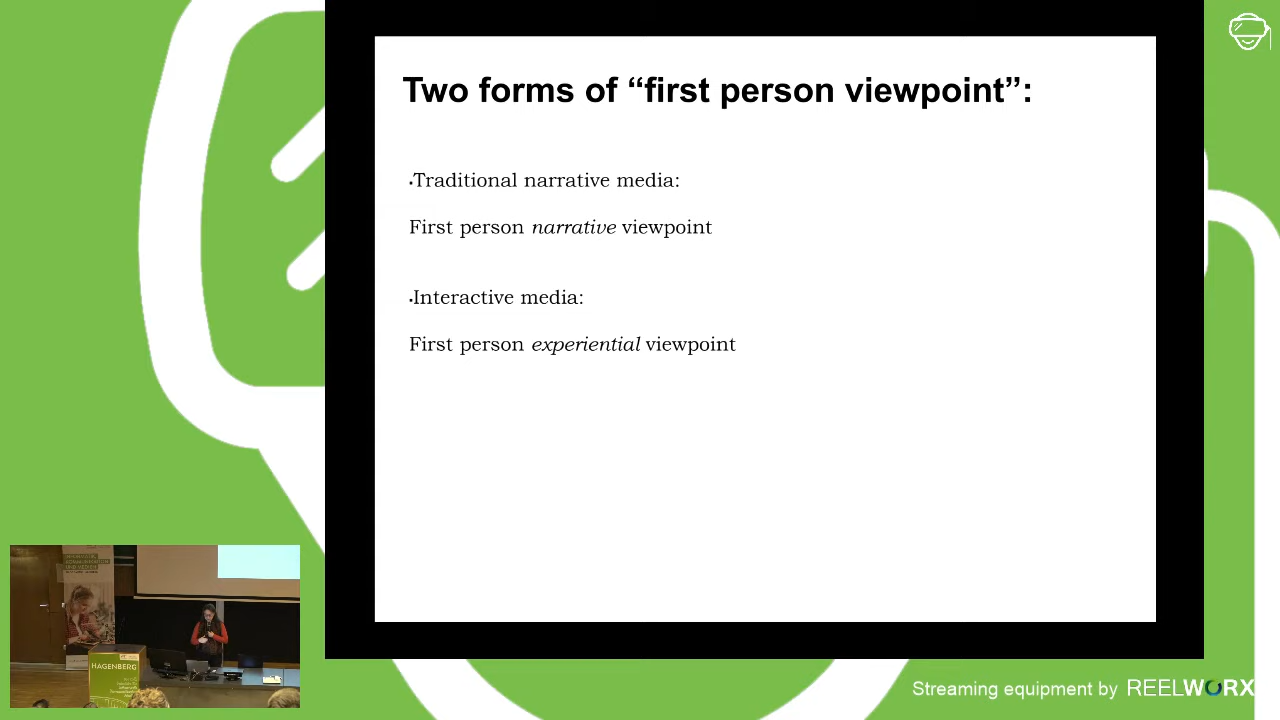 Two forms of “first person viewpoint”:
•Traditional narrative media:
First person narrative viewpoint
•Interactive media:
First person experiential viewpoint
HAGENBERG
Streaming equipment by REELWORX